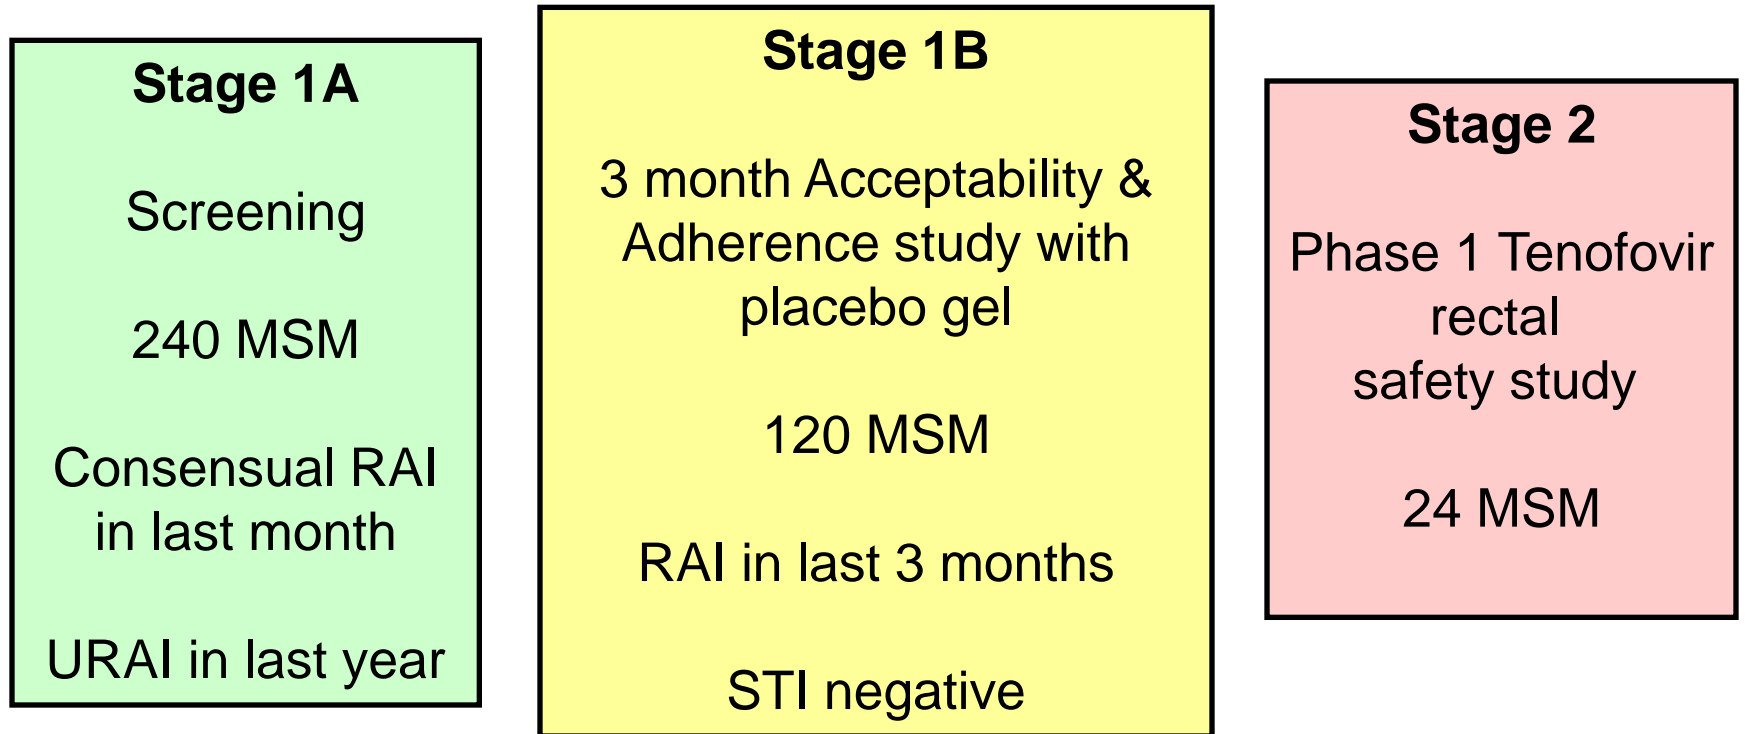 Stage 1A
Screening
240 MSM
Consensual RAI
in last month
URAI in last year
Stage 1B
3 month Acceptability &
Adherence study with
placebo gel
120 MSM
RAI in last 3 months
STI negative
Stage 2
Phase 1 Tenofovir
rectal
safety study
24 MSM